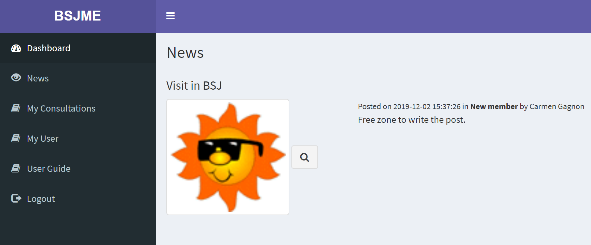 BSJME
Dashboard
News
My Consultations
My User
User Guide
Logout
News
Visit in BSJ
Posted on 2019-12-02 15:37:26 in New member by Carmen Gagnon
Free zone to write the post.